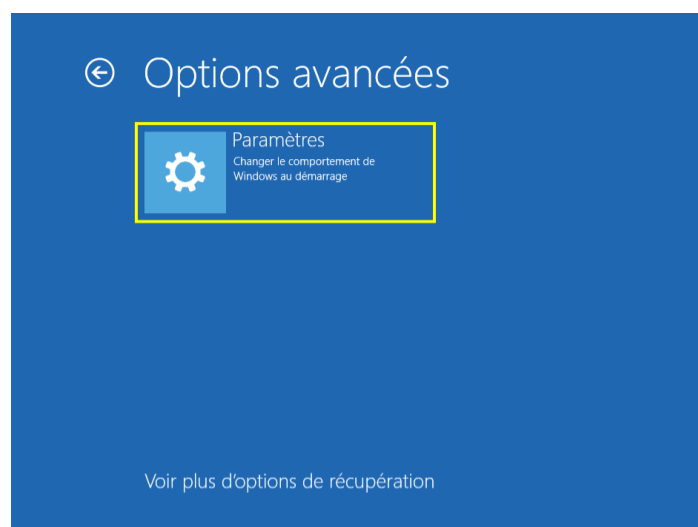 Options avancées
Paramètres
Changer le comportement de
Windows au démarrage
Voir plus d'options de récupération